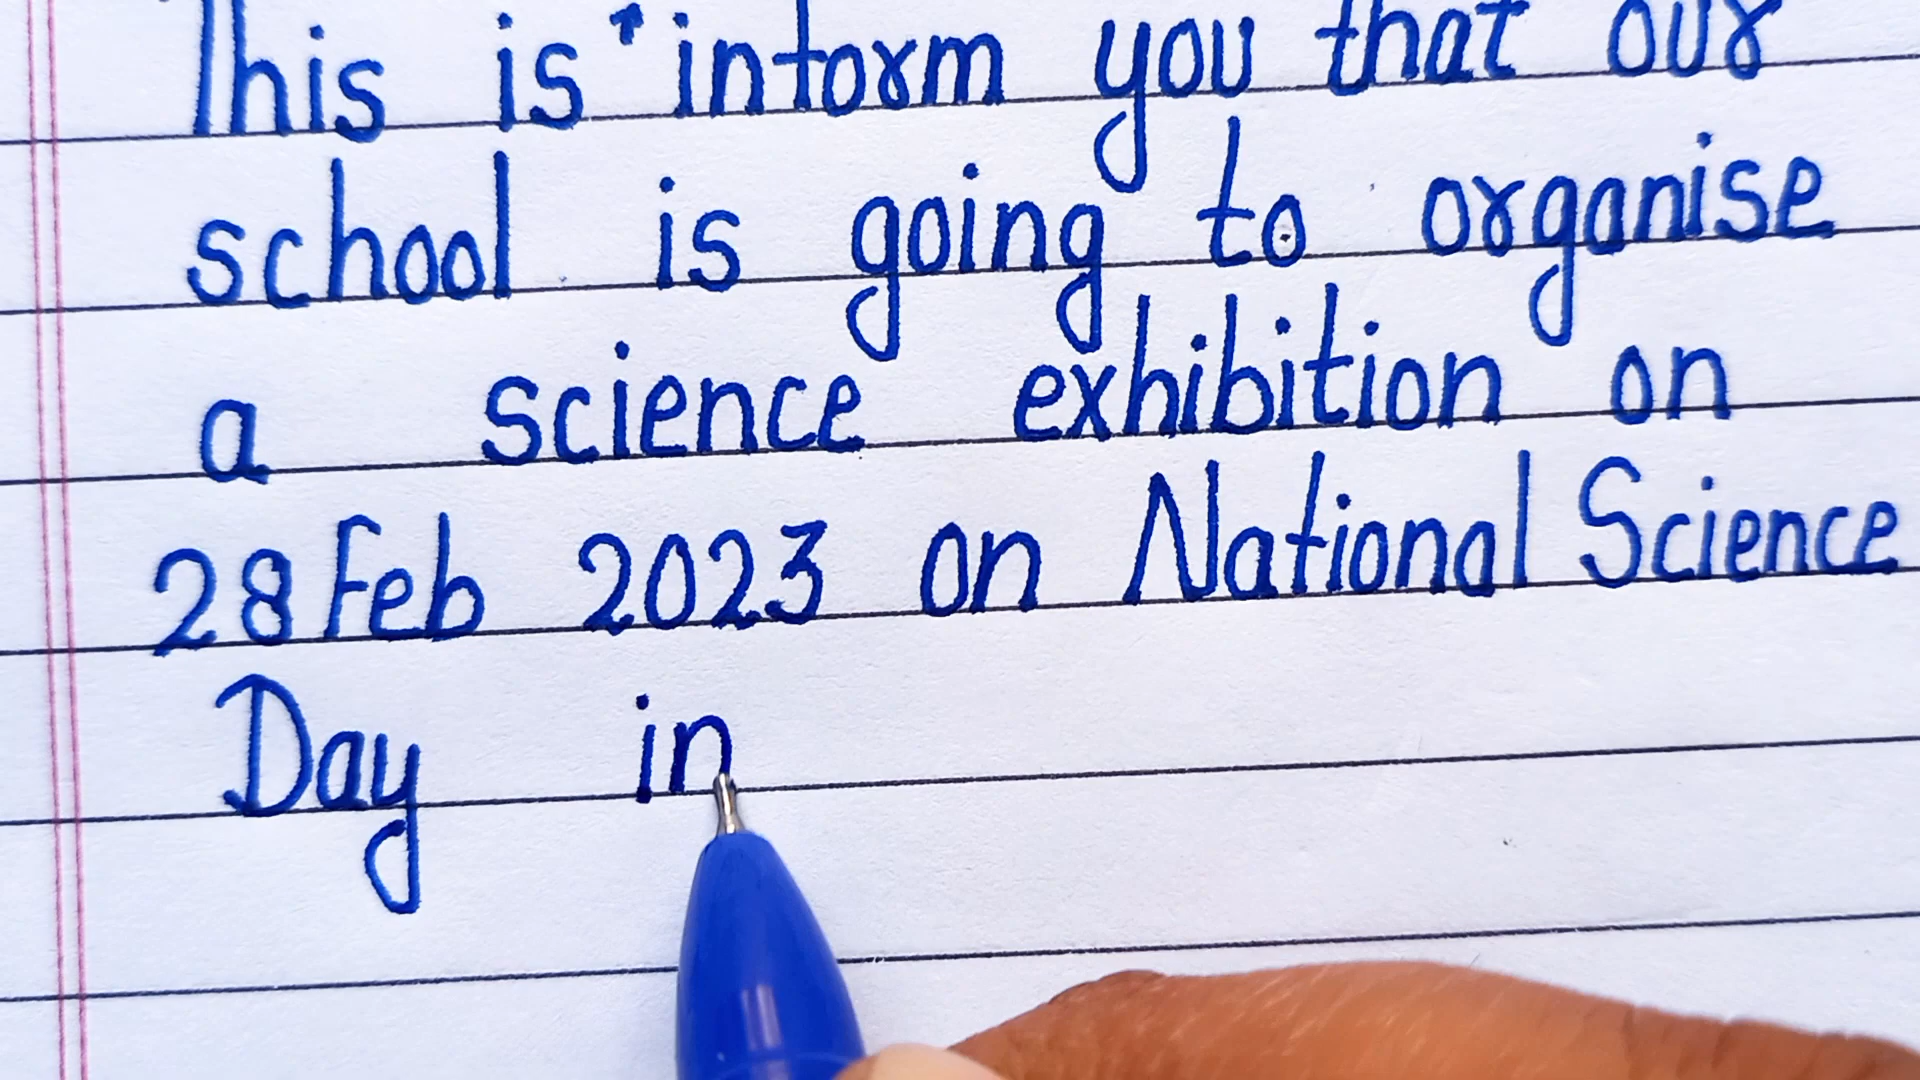 This is inform you that our
school is going to organise
a science exhibition on
28 Feb 2023 on National Science
Day in